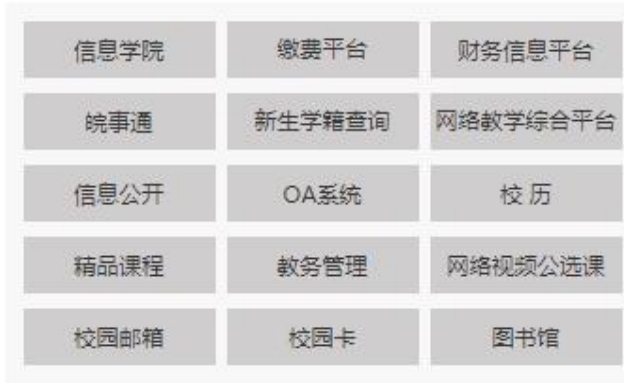 信息学院 缴费平台 财务信息平台
皖事通 新生学籍查询 网络教学综合平台
信息公开 OA系统 校 历
精品课程 教务管理 网络视频公选课
校园邮箱 校园卡 图书馆